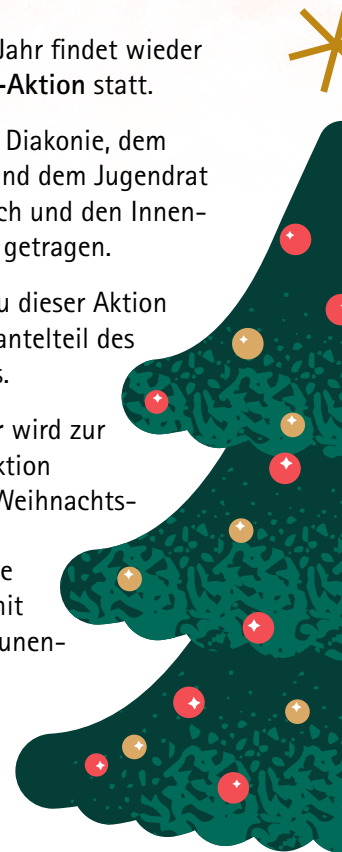 Jahr findet wieder
-Aktion statt.
Diakonie, dem
nd dem Jugendrat
ch und den Innen-
getragen.
u dieser Aktion
antelteil des
s.
r wird zur
ktion
Weihnachts-
e
nit
unen-